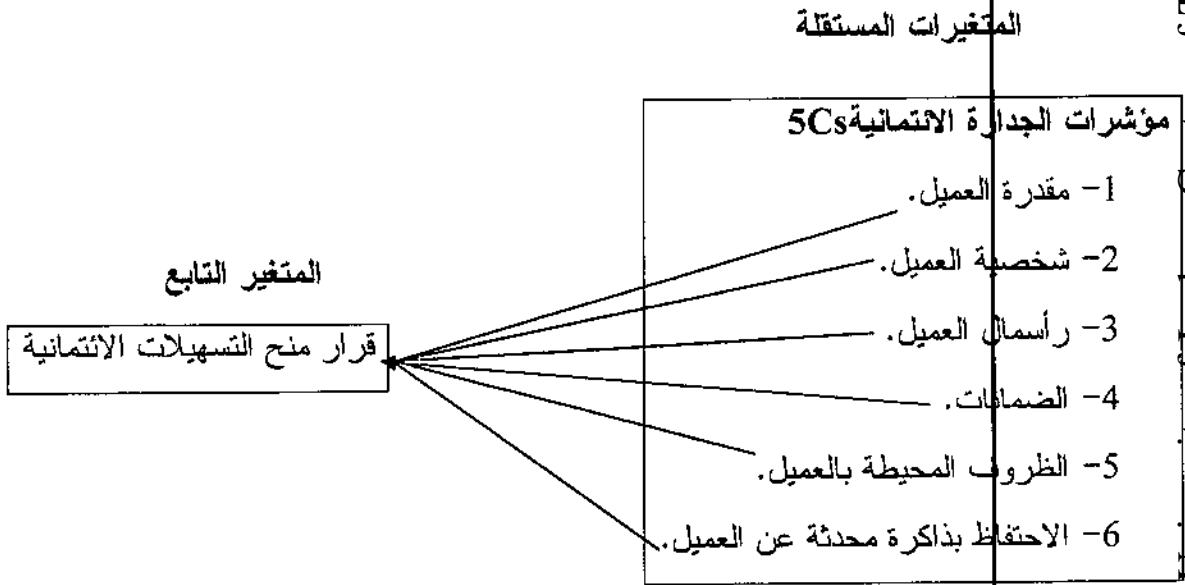 المتغيرات المستقلة
مؤشرات الجدارة الائتمانية5Cs
1- مقدرة العميل.
2- شخصية العميل.
3- رأسمال العميل.
4- الضمانات.
5- الظروف المحيطة بالعميل.
6- الاحتفاظ بذاكرة محدثة عن العميل.
المتغير التابع
قرار منح التسهيلات الائتمانية